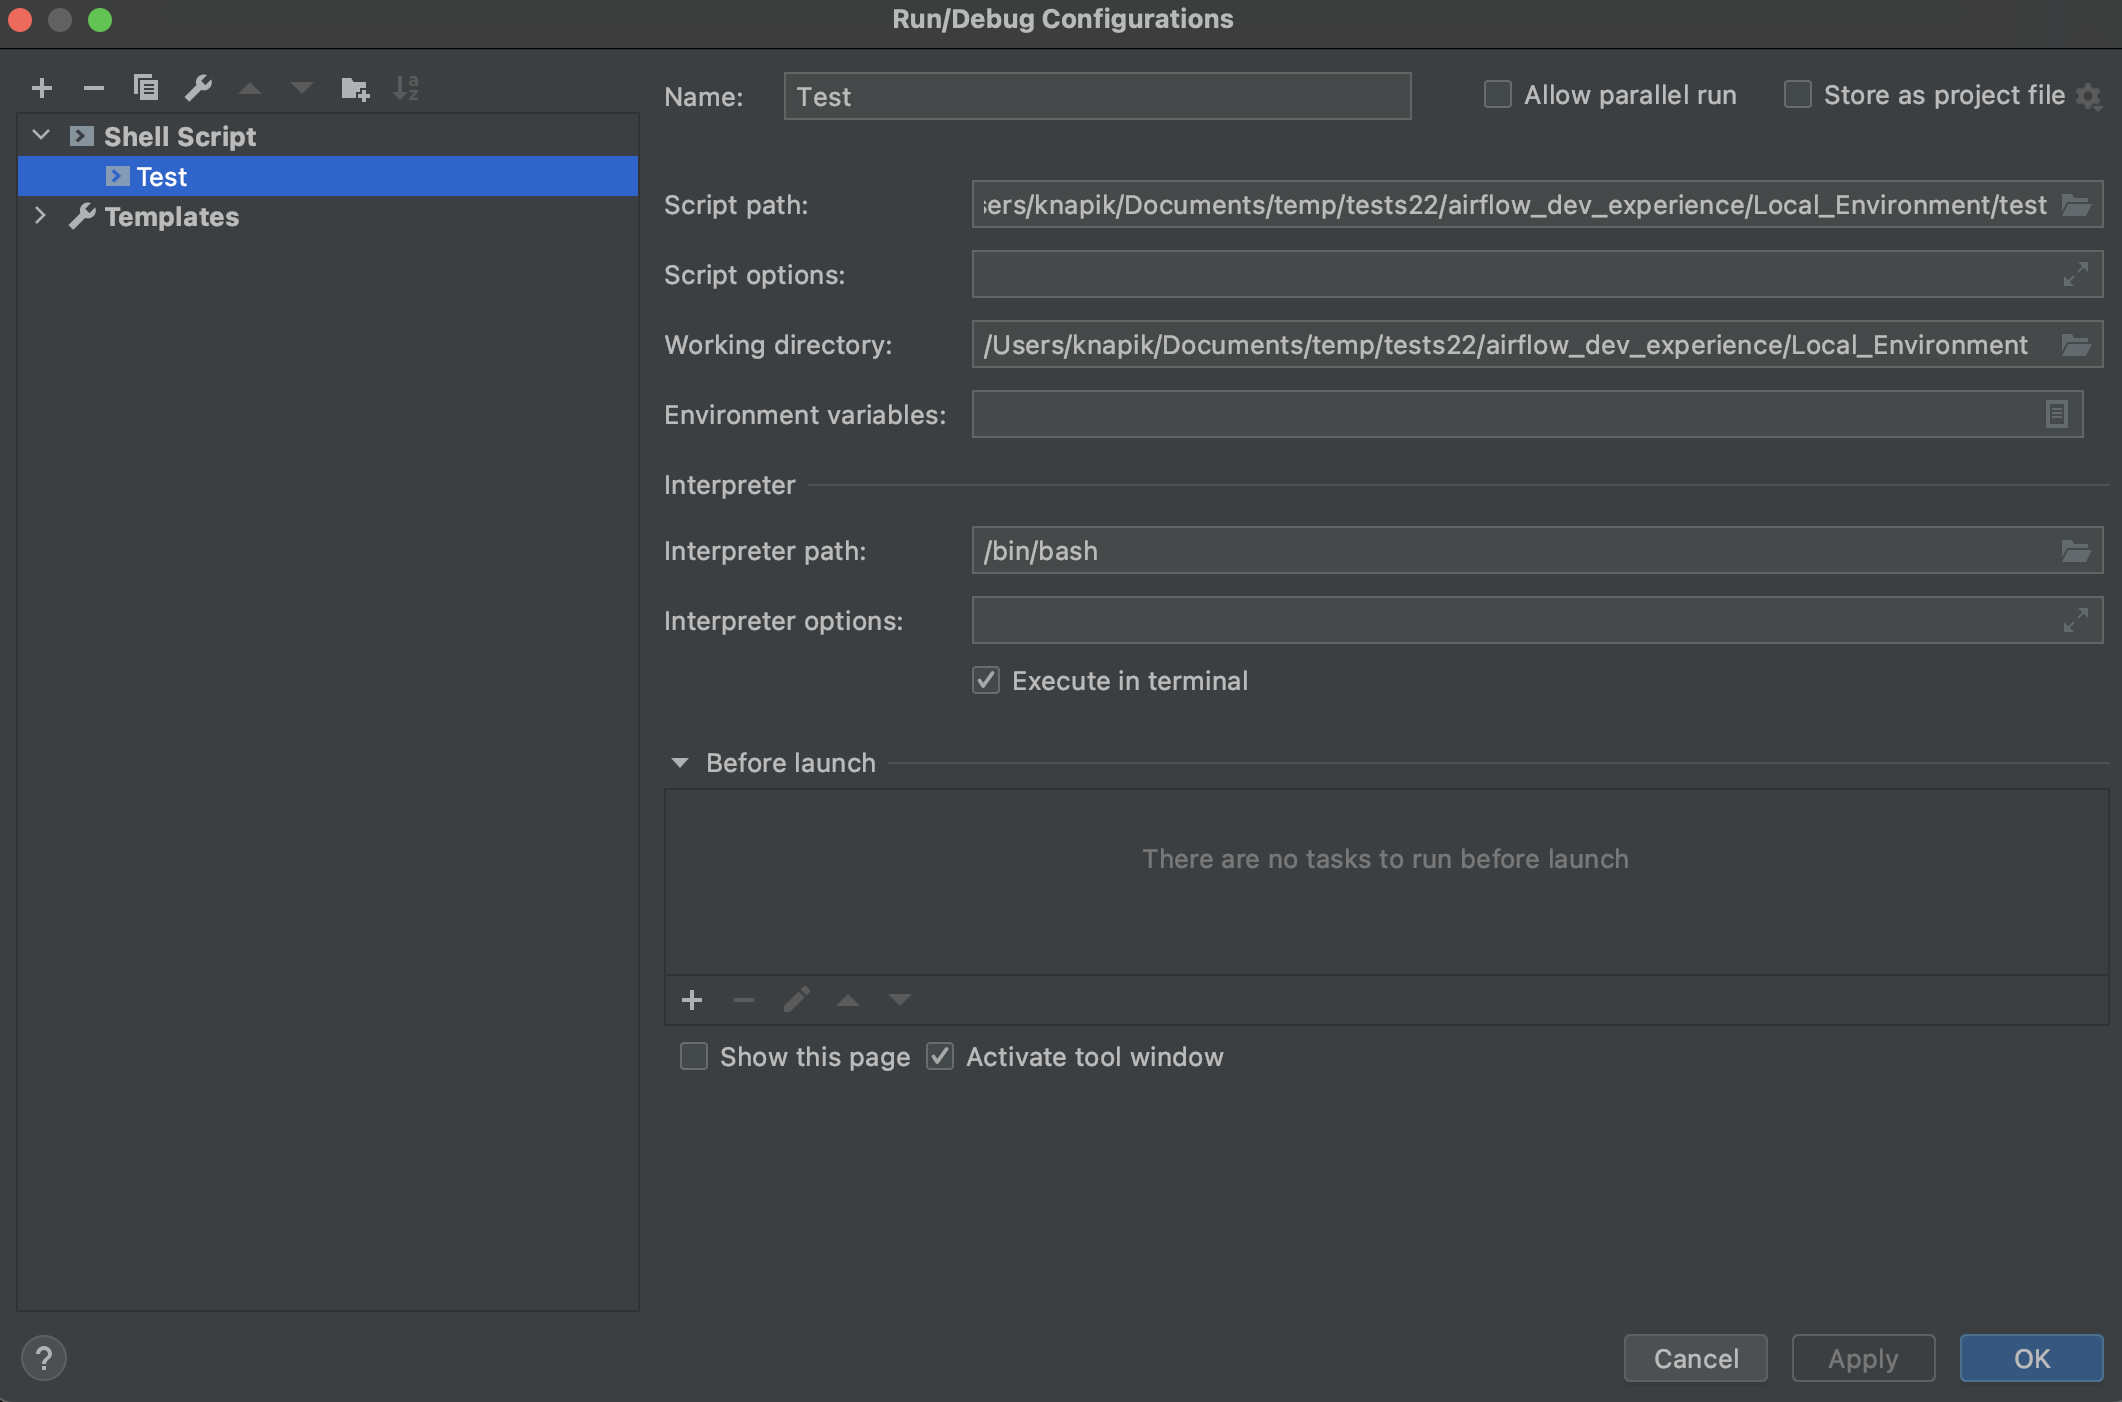 Run/Debug Configurations
Shell Script
Test
Templates
Name: Test
Allow parallel run
Store as project file
Script path: ers/knapik/Documents/temp/tests22/airflow_dev_experience/Local_Environment/test
Script options:
Working directory: /Users/knapik/Documents/temp/tests22/airflow_dev_experience/Local_Environment
Environment variables:
Interpreter
Interpreter path: /bin/bash
Interpreter options:
Execute in terminal
Before launch
There are no tasks to run before launch
Show this page
Activate tool window
? Cancel Apply OK